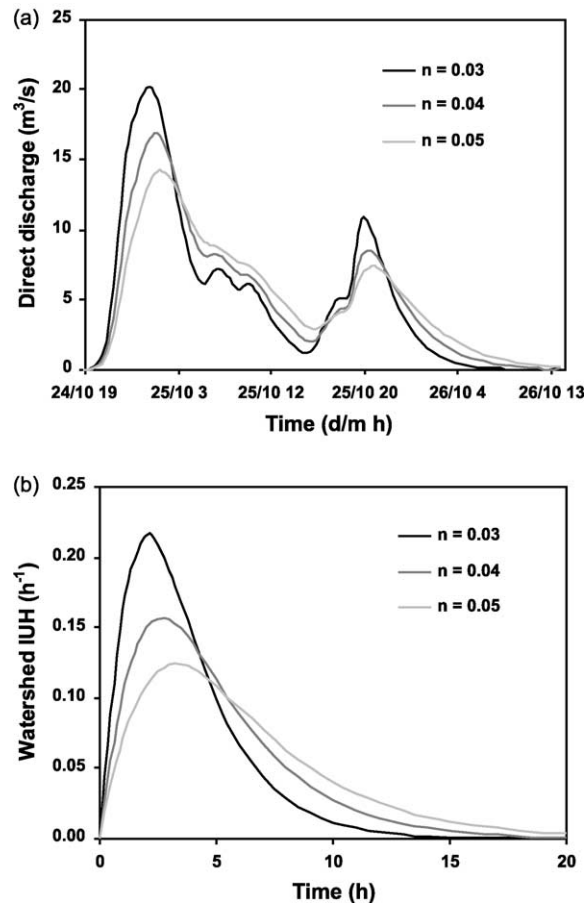 (a)
25
20
15
10
5
0
Direct discharge (m³/s)
n = 0.03
n = 0.04
n = 0.05
24/10 19 25/10 3 25/10 12 25/10 20 26/10 4 26/10 13
Time (d/m h)
(b)
0.25
0.20
0.15
0.10
0.05
0.00
Watershed IUH (h⁻¹)
n = 0.03
n = 0.04
n = 0.05
0 5 10 15 20
Time (h)